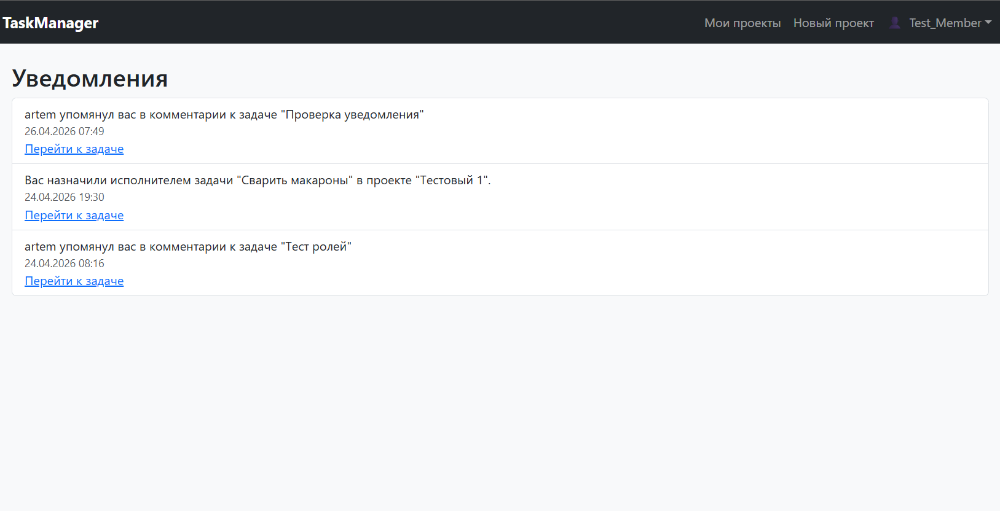 TaskManager
Мои проекты Новый проект Test_Member
Уведомления
artem упомянул вас в комментарии к задаче "Проверка уведомления"
26.04.2026 07:49
Перейти к задаче
Вас назначили исполнителем задачи "Сварить макароны" в проекте "Тестовый 1".
24.04.2026 19:30
Перейти к задаче
artem упомянул вас в комментарии к задаче "Тест ролей"
24.04.2026 08:16
Перейти к задаче